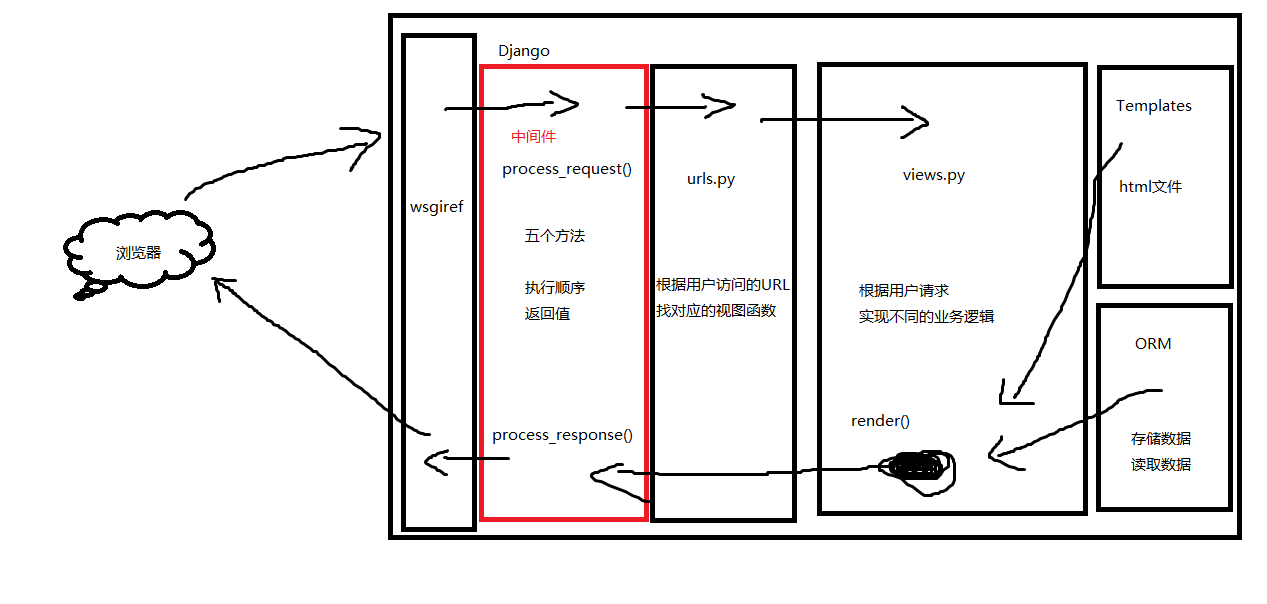 Django
中间件
process_request()
五个方法
执行顺序
返回值
process_response()
wsgiref
浏览器
urls.py
根据用户访问的URL
找对应的视图函数
views.py
根据用户请求
实现不同的业务逻辑
render()
Templates
html文件
ORM
存储数据
读取数据